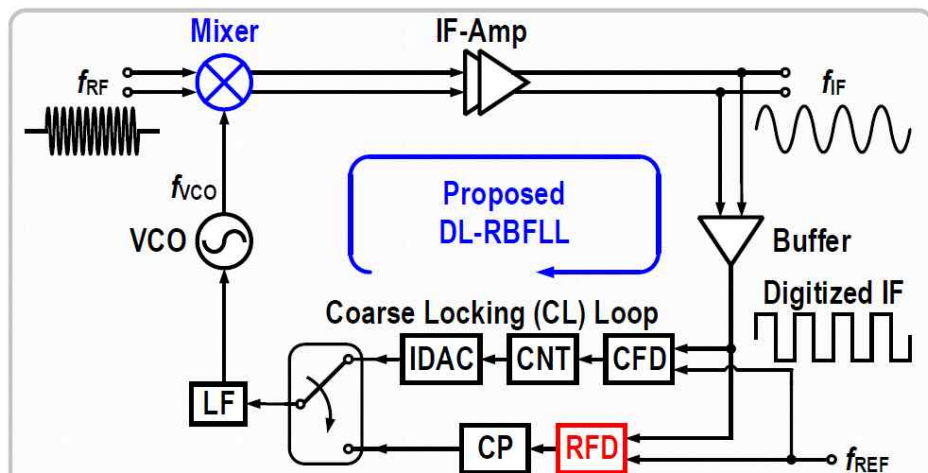 Mixer
IF-Amp
fRF
fIF
fVCO
Proposed
DL-RBFLL
VCO
Buffer
Digitized IF
Coarse Locking (CL) Loop
IDAC
CNT
CFD
LF
CP
RFD
fREF